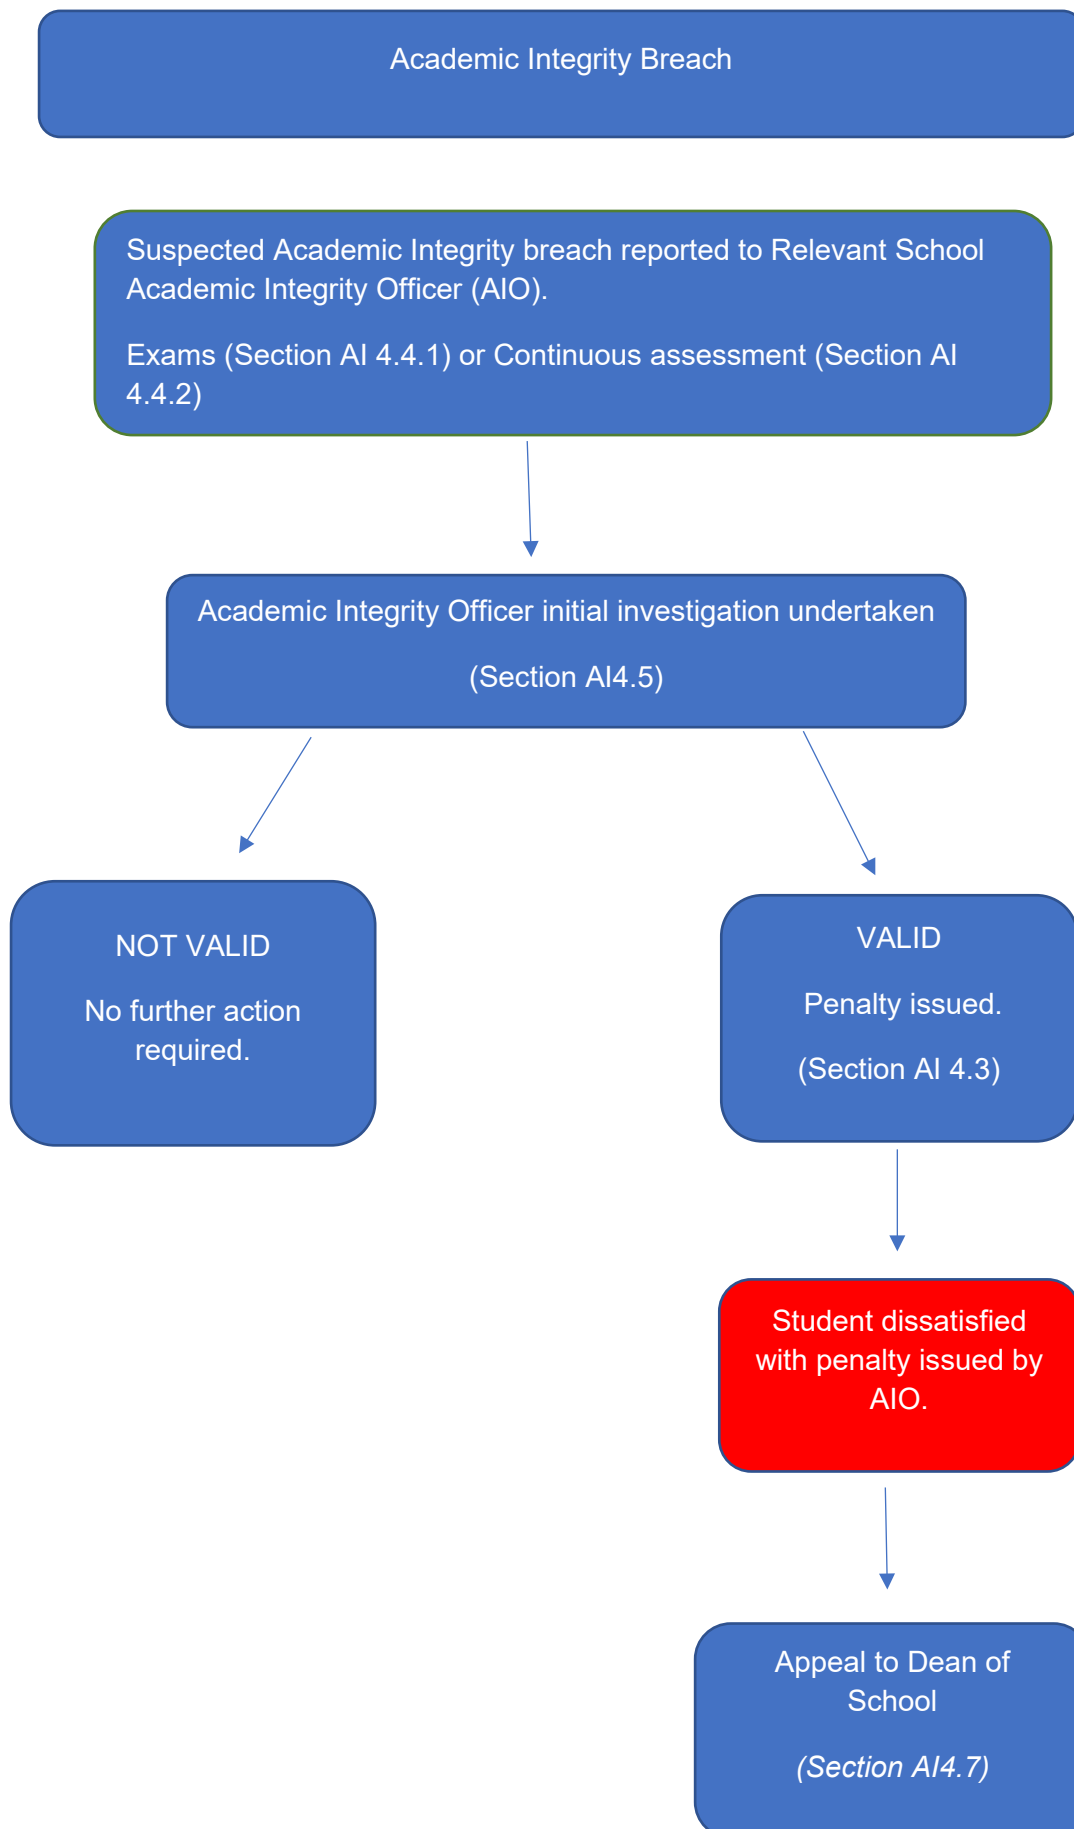 Academic Integrity Breach
Suspected Academic Integrity breach reported to Relevant School
Academic Integrity Officer (AIO).
Exams (Section AI 4.4.1) or Continuous assessment (Section AI
4.4.2)
Academic Integrity Officer initial investigation undertaken
(Section AI4.5)
NOT VALID
No further action
required.
VALID
Penalty issued.
(Section AI 4.3)
Student dissatisfied
with penalty issued by
AIO.
Appeal to Dean of
School
(Section AI4.7)